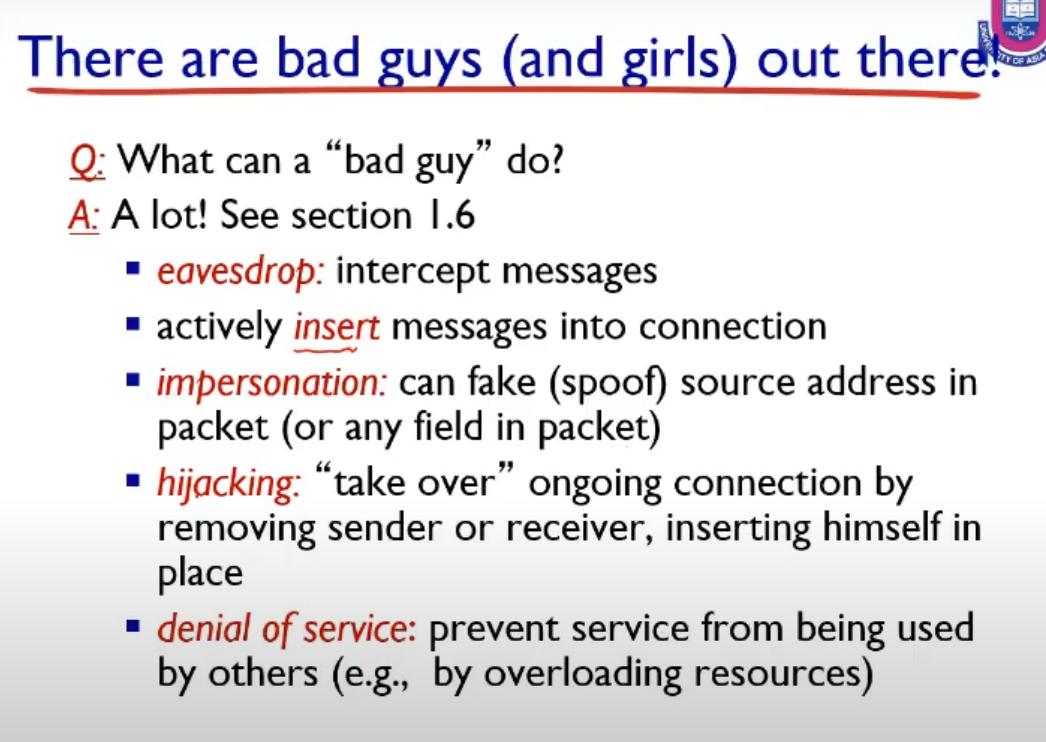 There are bad guys (and girls) out there!
Q: What can a “bad guy” do?
A: A lot! See section 1.6
▪ eavesdrop: intercept messages
▪ actively insert messages into connection
▪ impersonation: can fake (spoof) source address in
packet (or any field in packet)
▪ hijacking: “take over” ongoing connection by
removing sender or receiver, inserting himself in
place
▪ denial of service: prevent service from being used
by others (e.g., by overloading resources)